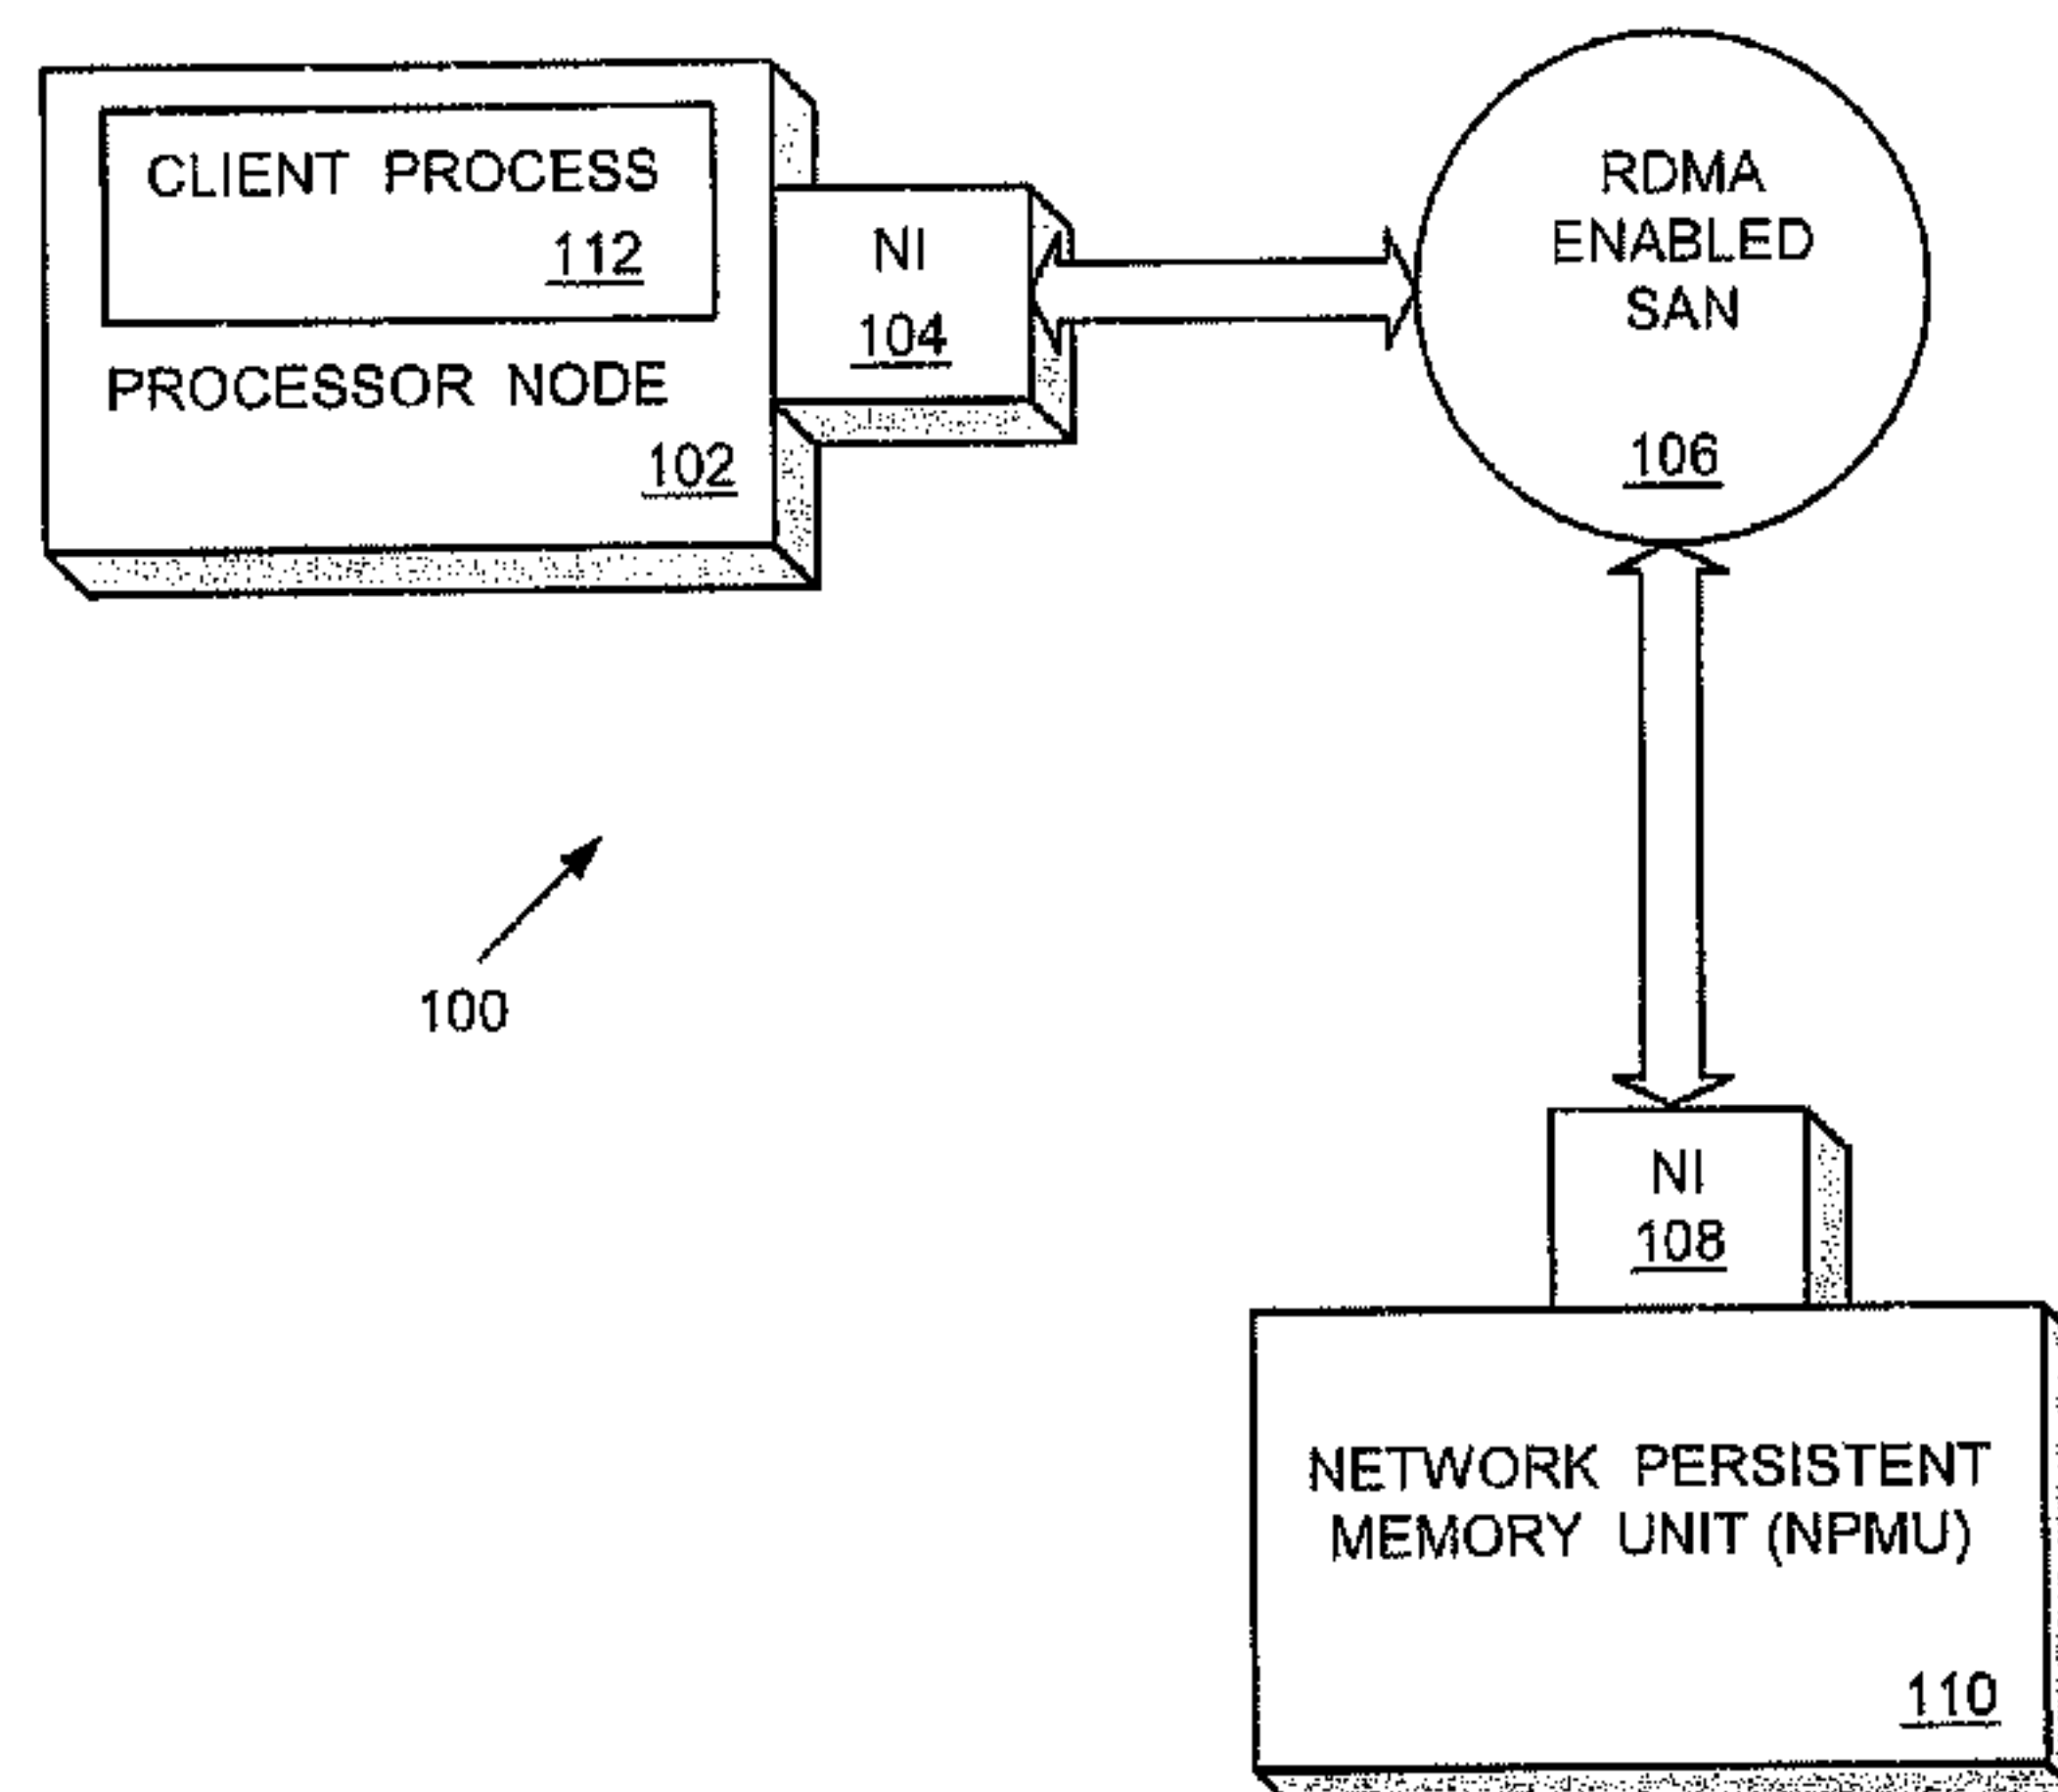 CLIENT PROCESS
112
PROCESSOR NODE
102
NI
104
RDMA
ENABLED
SAN
106
100
NI
108
NETWORK PERSISTENT
MEMORY UNIT (NPMU)
110